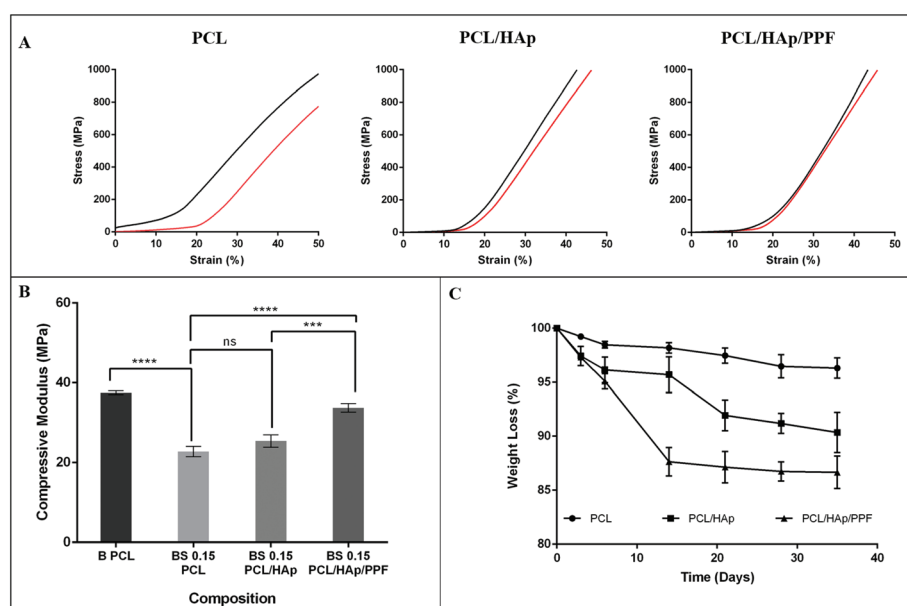 A
PCL
PCL/HAp
PCL/HAp/PPF
Stress (MPa)
1000
800
600
400
200
0
0 10 20 30 40 50
Strain (%)
Stress (MPa)
1000
800
600
400
200
0
0 10 20 30 40 50
Strain (%)
Stress (MPa)
1000
800
600
400
200
0
0 10 20 30 40 50
Strain (%)
B
Compressive Modulus (MPa)
60
40
20
0
****
****
ns
***
B PCL
BS 0.15
PCL
BS 0.15
PCL/HAp
BS 0.15
PCL/HAp/PPF
Composition
C
Weight Loss (%)
100
95
90
85
80
PCL
PCL/HAp
PCL/HAp/PPF
0 10 20 30 40
Time (Days)